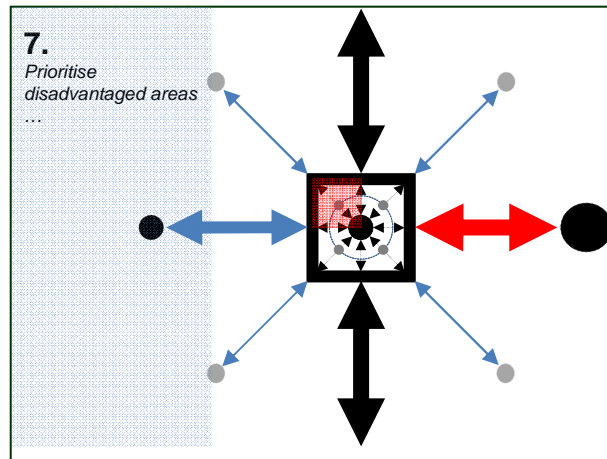 7.
Prioritise
disadvantaged areas
…